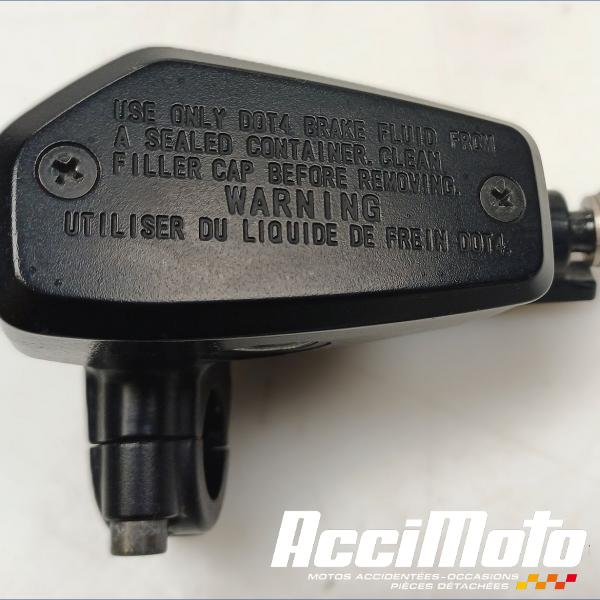 USE ONLY DOT4 BRAKE FLUID FROM
A SEALED CONTAINER. CLEAN
FILLER CAP BEFORE REMOVING.
WARNING
UTILISER DU LIQUIDE DE FREIN DOT4.
AcciMoto
MOTOS ACCIDENTÉES - OCCASIONS
PIÈCES DÉTACHÉES